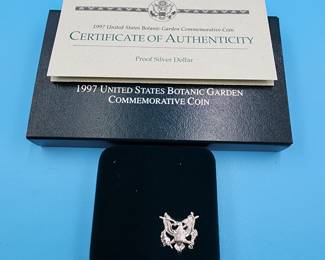 1997 United States Botanic Garden Commemorative Coin
CERTIFICATE OF AUTHENTICITY
Proof Silver Dollar
1997 UNITED STATES BOTANIC GARDEN
COMMEMORATIVE COIN